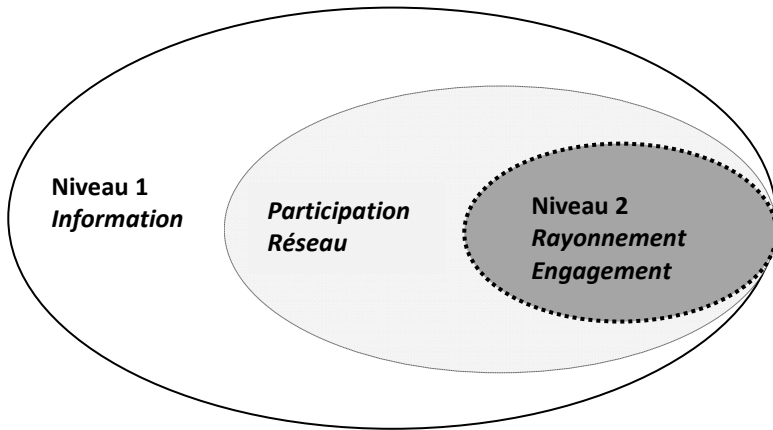 Niveau 1
Information
Participation
Réseau
Niveau 2
Rayonnement
Engagement